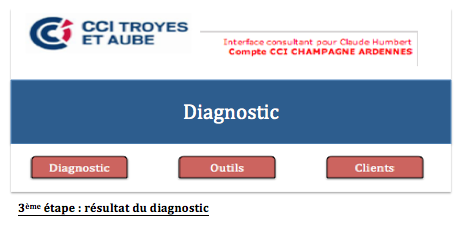 CCI TROYES
ET AUBE
Interface consultant pour Claude Humbert
Compte CCI CHAMPAGNE ARDENNES
Diagnostic
Diagnostic Outils Clients
3ème étape : résultat du diagnostic